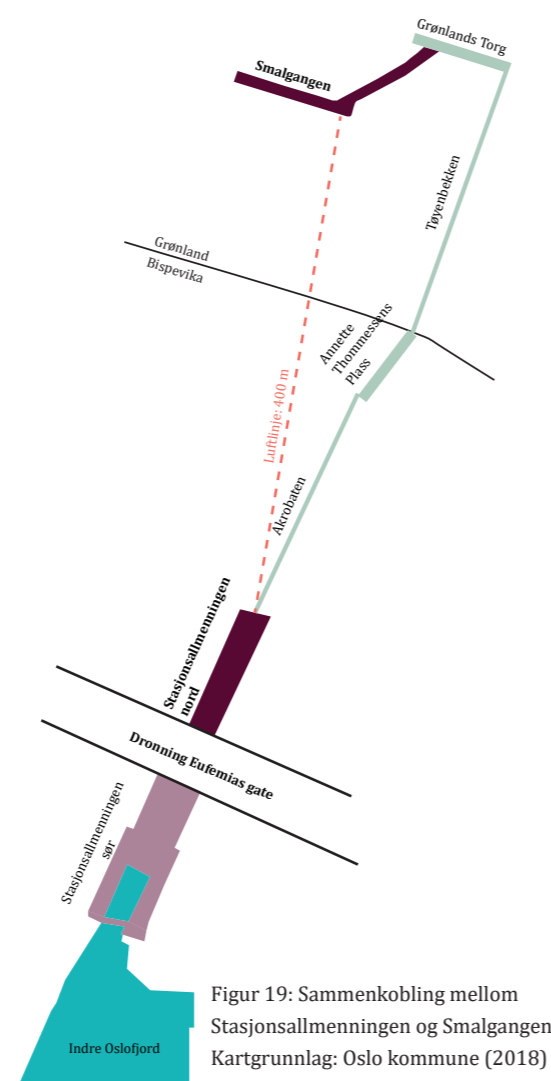 Grønlands Torg
Smalgangen
Tøyenbekken
Grønland
Bispevika
Annette
Thommessens
Plass
Luftlinje: 400 m
Akrobaten
Stasjonsallmenningen
nord
Dronning Eufemias gate
Stasjonsallmenningen
sør
Indre Oslofjord
Figur 19: Sammenkobling mellom
Stasjonsallmenningen og Smalgangen
Kartgrunnlag: Oslo kommune (2018)